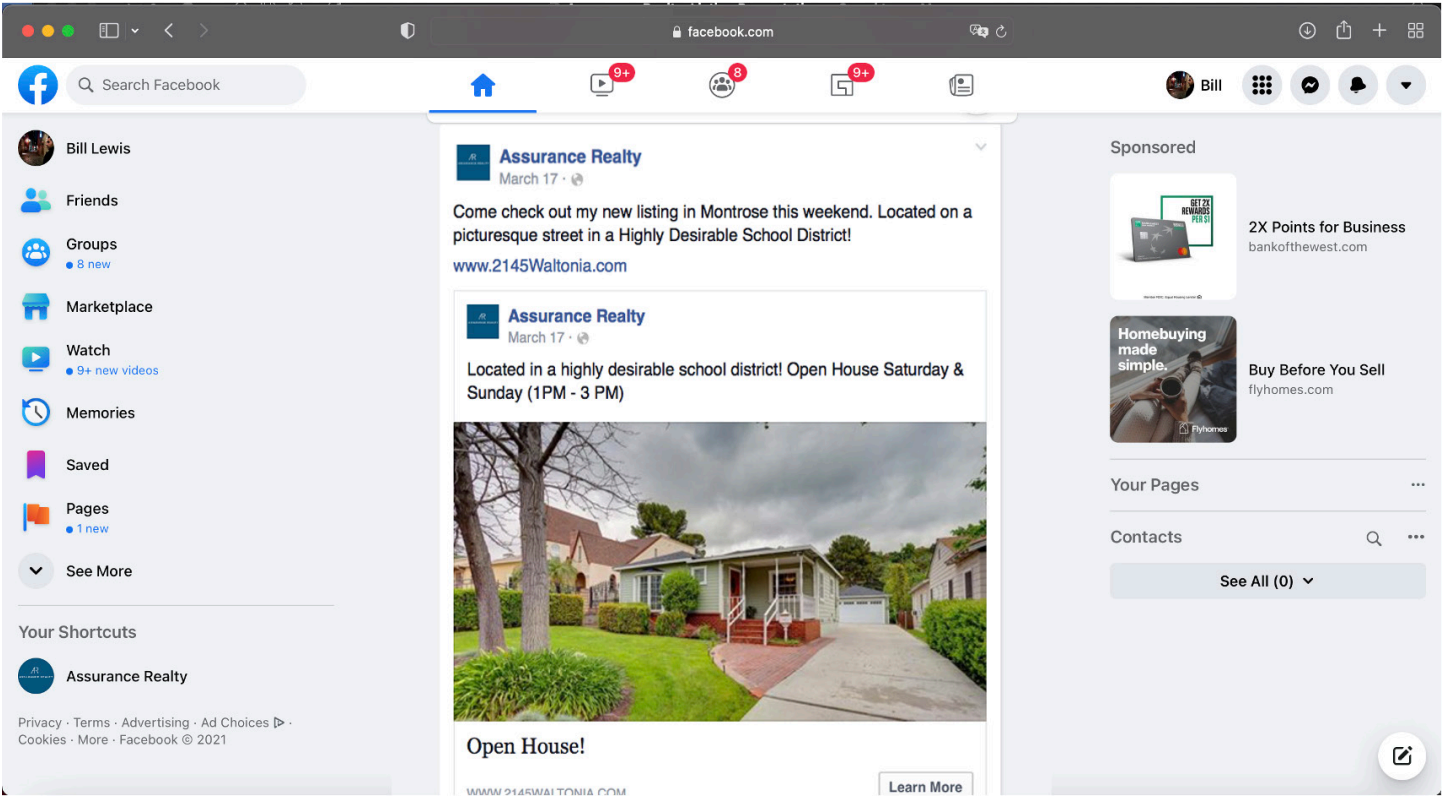 facebook.com
Search Facebook
9+
8
9+
Bill
Bill Lewis
Friends
Groups
8 new
Marketplace
Watch
9+ new videos
Memories
Saved
Pages
1 new
See More
Your Shortcuts
Assurance Realty
Privacy · Terms · Advertising · Ad Choices ·
Cookies · More · Facebook © 2021
Assurance Realty
March 17 ·
Come check out my new listing in Montrose this weekend. Located on a
picturesque street in a Highly Desirable School District!
www.2145Waltonia.com
Assurance Realty
March 17 ·
Located in a highly desirable school district! Open House Saturday &
Sunday (1PM - 3 PM)
Open House!
WWW.2145WALTONIA.COM
Learn More
Sponsored
GET 2X
REWARDS
PER $1
2X Points for Business
bankofthewest.com
Homebuying
made
simple.
Flyhomes
Buy Before You Sell
flyhomes.com
Your Pages
Contacts
See All (0)